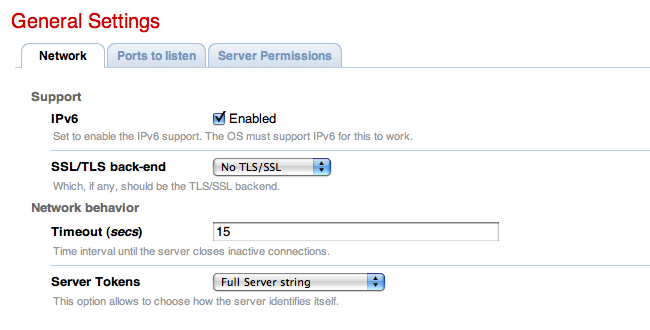 General Settings
Network Ports to listen Server Permissions
Support
IPv6 Enabled
Set to enable the IPv6 support. The OS must support IPV6 for this to work.
SSL/TLS back-end No TLS/SSL
Which, if any, should be the TLS/SSL backend.
Network behavior
Timeout (secs) 15
Time interval until the server closes inactive connections.
Server Tokens Full Server string
This option allows to choose how the server identifies itself.